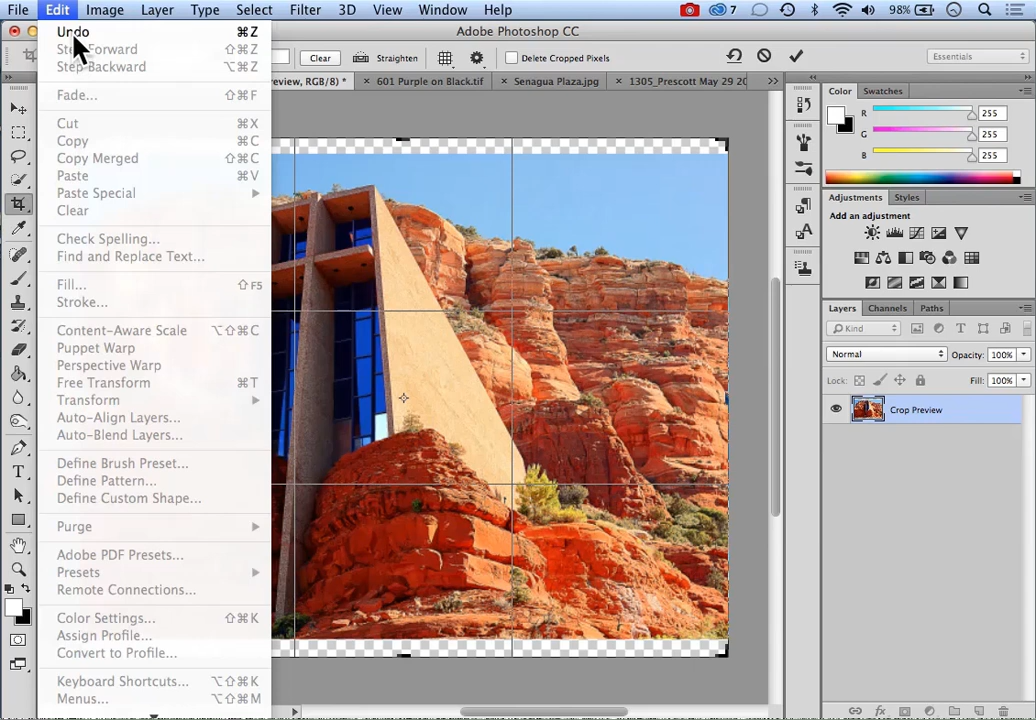 File Edit Image Layer Type Select Filter 3D View Window Help 7 98%
Adobe Photoshop CC
Clear Straighten Delete Cropped Pixels Essentials
review, RGB/8) * × 601 Purple on Black.tif × Senagua Plaza.jpg × 1305_Prescott May 29 20 >>
Undo ⌘Z
Step Forward ⇧⌘Z
Step Backward ⌥⌘Z
Fade... ⇧⌘F
Cut ⌘X
Copy ⌘C
Copy Merged ⇧⌘C
Paste ⌘V
Paste Special
Clear
Check Spelling...
Find and Replace Text...
Fill... ⇧F5
Stroke...
Content-Aware Scale ⌥⇧⌘C
Puppet Warp
Perspective Warp
Free Transform ⌘T
Transform
Auto-Align Layers...
Auto-Blend Layers...
Define Brush Preset...
Define Pattern...
Define Custom Shape...
Purge
Adobe PDF Presets...
Presets
Remote Connections...
Color Settings... ⇧⌘K
Assign Profile...
Convert to Profile...
Keyboard Shortcuts... ⌥⇧⌘K
Menus... ⌥⇧⌘M
Color Swatches
R 255
G 255
B 255
Adjustments Styles
Add an adjustment
Layers Channels Paths
Kind
Normal Opacity: 100%
Lock: Fill: 100%
Crop Preview
fx